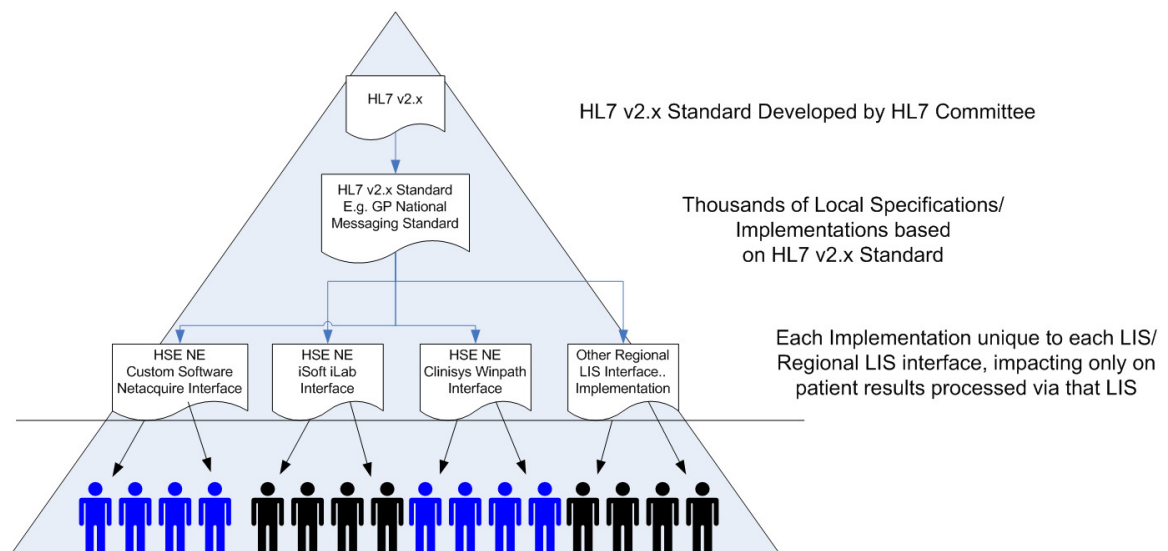 HL7 v2.x
HL7 v2.x Standard Developed by HL7 Committee
HL7 v2.x Standard
E.g. GP National
Messaging Standard
Thousands of Local Specifications/
Implementations based
on HL7 v2.x Standard
HSE NE
Custom Software
Netacquire Interface
HSE NE
iSoft iLab
Interface
HSE NE
Clinisys Winpath
Interface
Other Regional
LIS Interface..
Implementation
Each Implementation unique to each LIS/
Regional LIS interface, impacting only on
patient results processed via that LIS